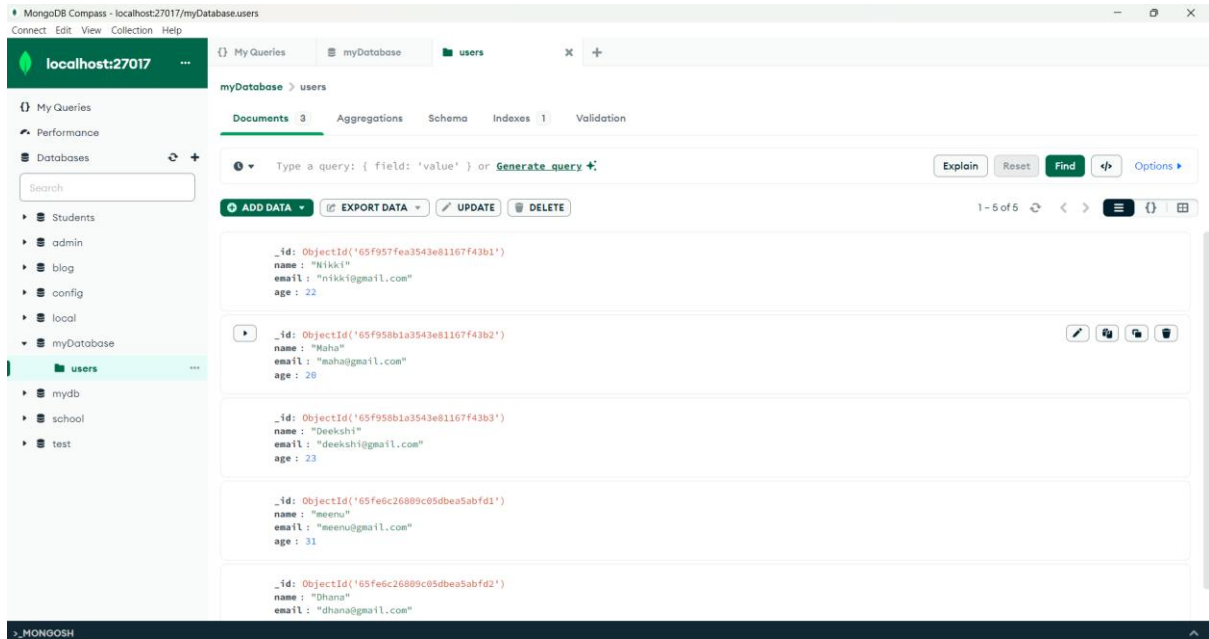 MongoDB Compass - localhost:27017/myDatabase.users
Connect Edit View Collection Help
localhost:27017 ...
{} My Queries
Performance
Databases
Search
Students
admin
blog
config
local
myDatabase
users ...
mydb
school
test
{} My Queries myDatabase users
myDatabase > users
Documents 3 Aggregations Schema Indexes 1 Validation
Type a query: { field: 'value' } or Generate query
Explain Reset Find </> Options
ADD DATA EXPORT DATA UPDATE DELETE
1 – 5 of 5 {}
_id: ObjectId('65f957fea3543e81167f43b1')
name : "Nikki"
email : "nikki@gmail.com"
age : 22
_id: ObjectId('65f958b1a3543e81167f43b2')
name : "Maha"
email : "maha@gmail.com"
age : 20
_id: ObjectId('65f958b1a3543e81167f43b3')
name : "Deekshi"
email : "deekshi@gmail.com"
age : 23
_id: ObjectId('65fe6c26809c05dbea5abfd1')
name : "meenu"
email : "meenu@gmail.com"
age : 31
_id: ObjectId('65fe6c26809c05dbea5abfd2')
name : "Dhana"
email : "dhana@gmail.com"
>_MONGOSH